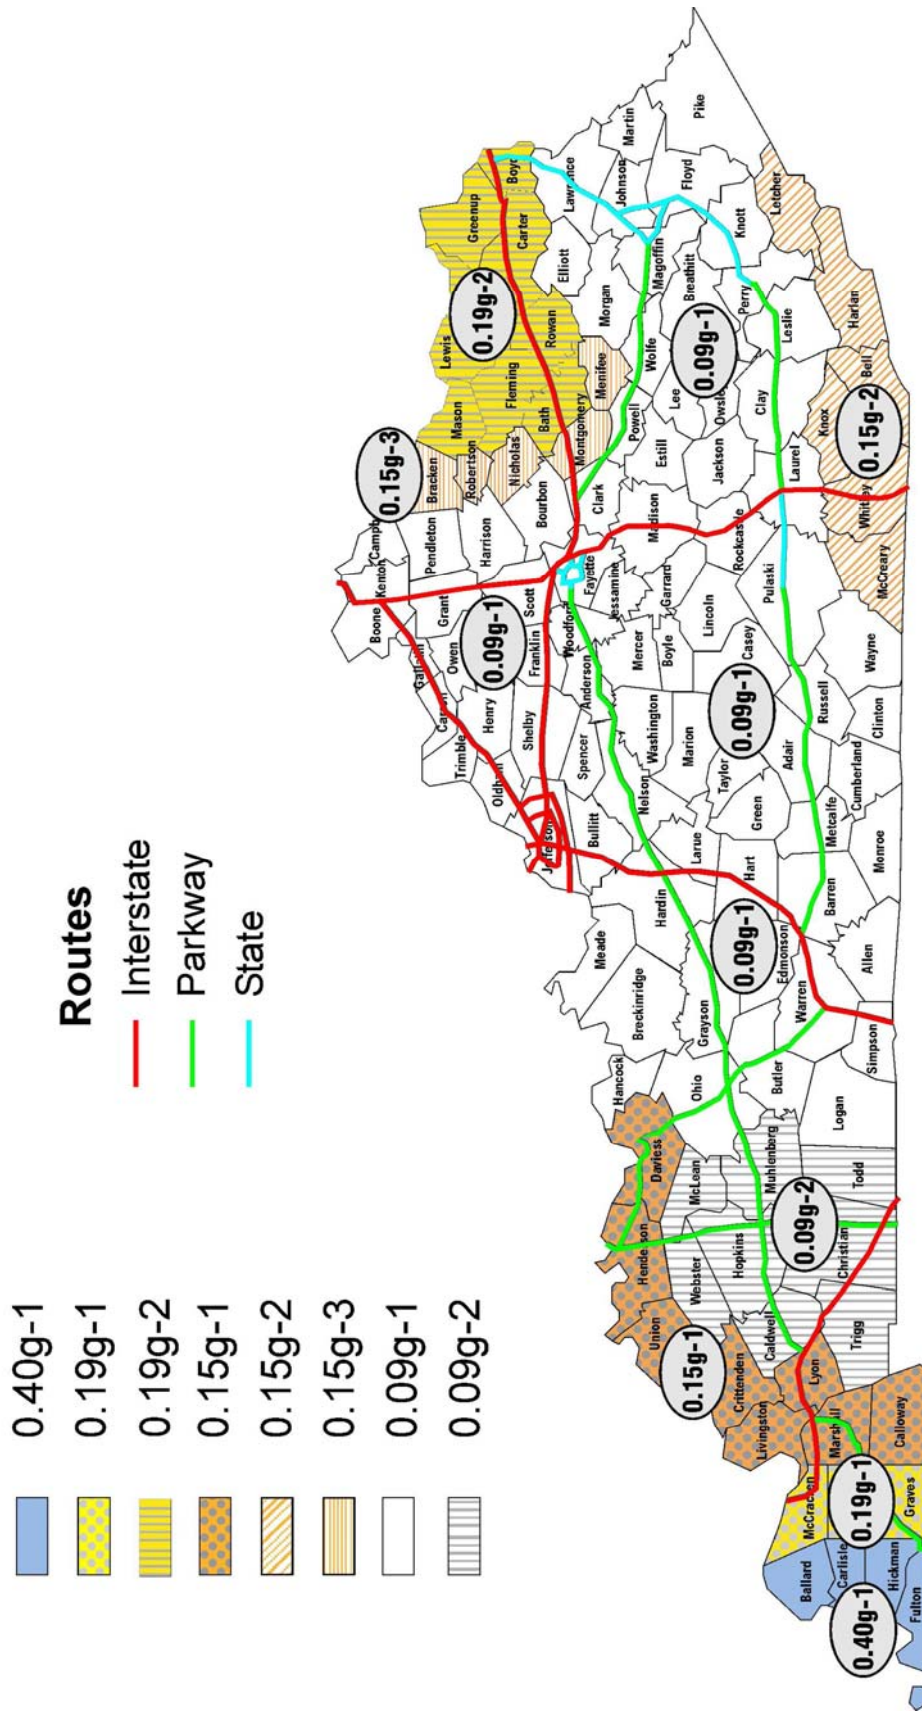 0.40g-1
0.19g-1
0.19g-2
0.15g-1
0.15g-2
0.15g-3
0.09g-1
0.09g-2
Routes
Interstate
Parkway
State
0.40g-1
0.19g-1
0.15g-1
0.09g-2
0.09g-1
0.09g-1
0.09g-1
0.15g-3
0.19g-2
0.09g-1
0.15g-2
Fulton
Hickman
Carlisle
Ballard
McCracken
Graves
Marshall
Calloway
Livingston
Crittenden
Lyon
Trigg
Caldwell
Union
Webster
Hopkins
Christian
Henderson
McLean
Muhlenberg
Todd
Daviess
Hancock
Ohio
Butler
Logan
Simpson
Breckinridge
Grayson
Warren
Meade
Edmonson
Allen
Hardin
Larue
Hart
Barren
Monroe
Metcalfe
Jefferson
Bullitt
Nelson
Green
Taylor
Adair
Cumberland
Oldham
Trimble
Henry
Shelby
Spencer
Washington
Marion
Russell
Clinton
Carroll
Gallatin
Owen
Franklin
Anderson
Mercer
Boyle
Casey
Wayne
Boone
Kenton
Campb
Grant
Scott
Woodford
Fayette
Jessamine
Garrard
Lincoln
Pulaski
McCreary
Pendleton
Harrison
Bourbon
Clark
Madison
Rockcastle
Laurel
Whitley
Bracken
Robertson
Nicholas
Montgomery
Estill
Jackson
Knox
Mason
Fleming
Bath
Menifee
Powell
Lee
Owsley
Clay
Bell
Lewis
Rowan
Morgan
Wolfe
Breathitt
Leslie
Harlan
Greenup
Carter
Elliott
Magoffin
Perry
Boyd
Lawrence
Johnson
Floyd
Knott
Letcher
Martin
Pike